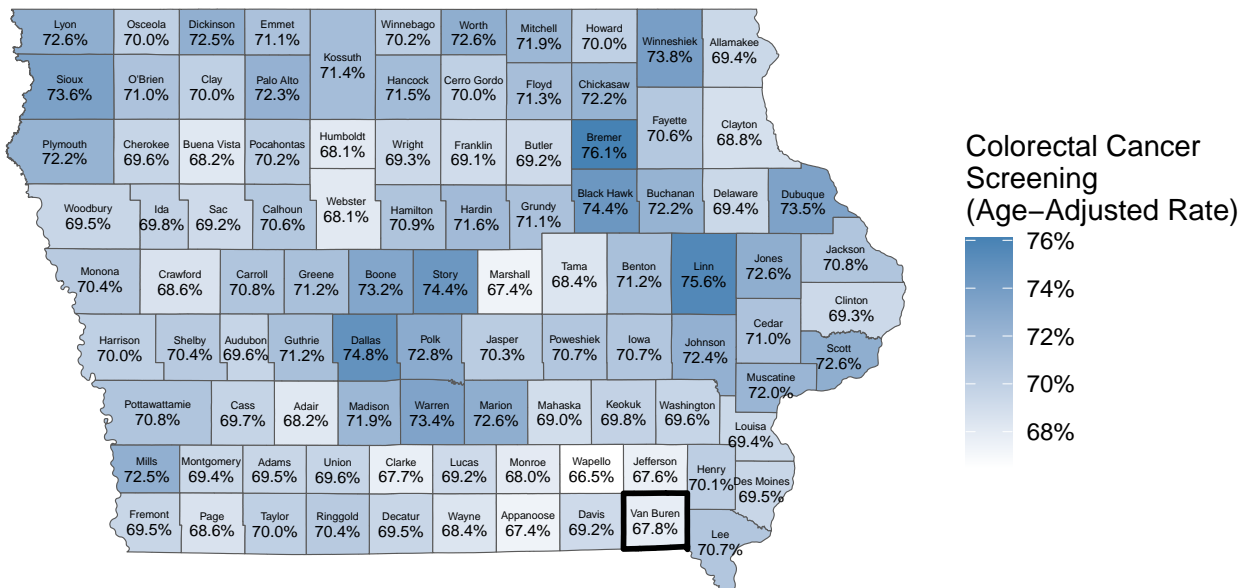 Lyon
72.6%
Osceola
70.0%
Dickinson
72.5%
Emmet
71.1%
Kossuth
71.4%
Winnebago
70.2%
Worth
72.6%
Mitchell
71.9%
Howard
70.0%
Winneshiek
73.8%
Allamakee
69.4%
Sioux
73.6%
O'Brien
71.0%
Clay
70.0%
Palo Alto
72.3%
Hancock
71.5%
Cerro Gordo
70.0%
Floyd
71.3%
Chickasaw
72.2%
Fayette
70.6%
Clayton
68.8%
Plymouth
72.2%
Cherokee
69.6%
Buena Vista
68.2%
Pocahontas
70.2%
Humboldt
68.1%
Wright
69.3%
Franklin
69.1%
Butler
69.2%
Bremer
76.1%
Woodbury
69.5%
Ida
69.8%
Sac
69.2%
Calhoun
70.6%
Webster
68.1%
Hamilton
70.9%
Hardin
71.6%
Grundy
71.1%
Black Hawk
74.4%
Buchanan
72.2%
Delaware
69.4%
Dubuque
73.5%
Monona
70.4%
Crawford
68.6%
Carroll
70.8%
Greene
71.2%
Boone
73.2%
Story
74.4%
Marshall
67.4%
Tama
68.4%
Benton
71.2%
Linn
75.6%
Jones
72.6%
Jackson
70.8%
Clinton
69.3%
Harrison
70.0%
Shelby
70.4%
Audubon
69.6%
Guthrie
71.2%
Dallas
74.8%
Polk
72.8%
Jasper
70.3%
Poweshiek
70.7%
Iowa
70.7%
Johnson
72.4%
Cedar
71.0%
Scott
72.6%
Muscatine
72.0%
Pottawattamie
70.8%
Cass
69.7%
Adair
68.2%
Madison
71.9%
Warren
73.4%
Marion
72.6%
Mahaska
69.0%
Keokuk
69.8%
Washington
69.6%
Louisa
69.4%
Mills
72.5%
Montgomery
69.4%
Adams
69.5%
Union
69.6%
Clarke
67.7%
Lucas
69.2%
Monroe
68.0%
Wapello
66.5%
Jefferson
67.6%
Henry
70.1%
Des Moines
69.5%
Fremont
69.5%
Page
68.6%
Taylor
70.0%
Ringgold
70.4%
Decatur
69.5%
Wayne
68.4%
Appanoose
67.4%
Davis
69.2%
Van Buren
67.8%
Lee
70.7%
Colorectal Cancer
Screening
(Age−Adjusted Rate)
76%
74%
72%
70%
68%